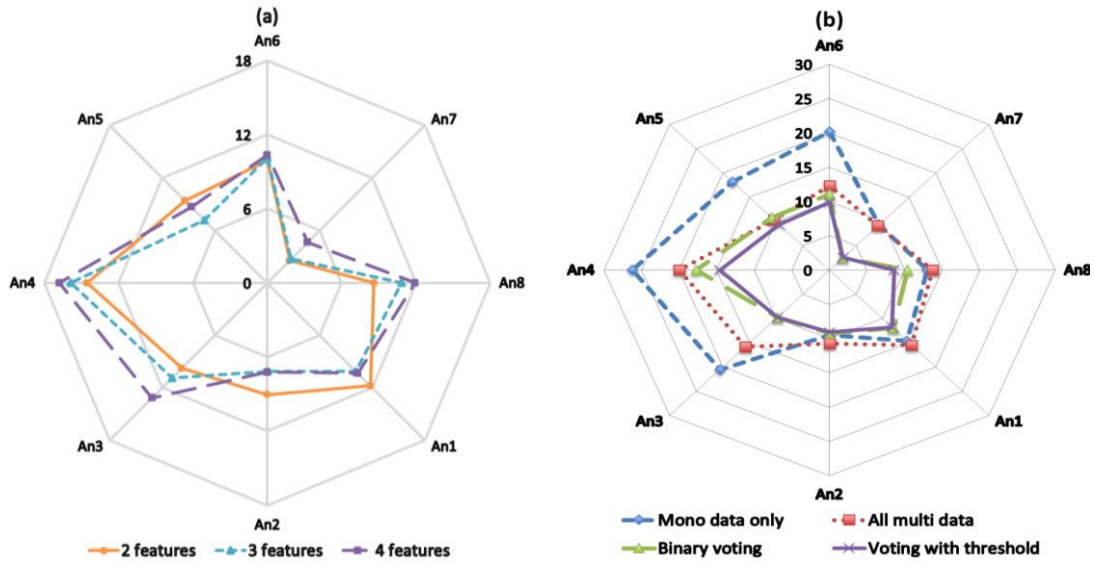 (a)
An6
18
12
6
0
An5
An7
An4
An8
An3
An1
An2
2 features
3 features
4 features
(b)
An6
30
25
20
15
10
5
0
An5
An7
An4
An8
An3
An1
An2
Mono data only
All multi data
Binary voting
Voting with threshold